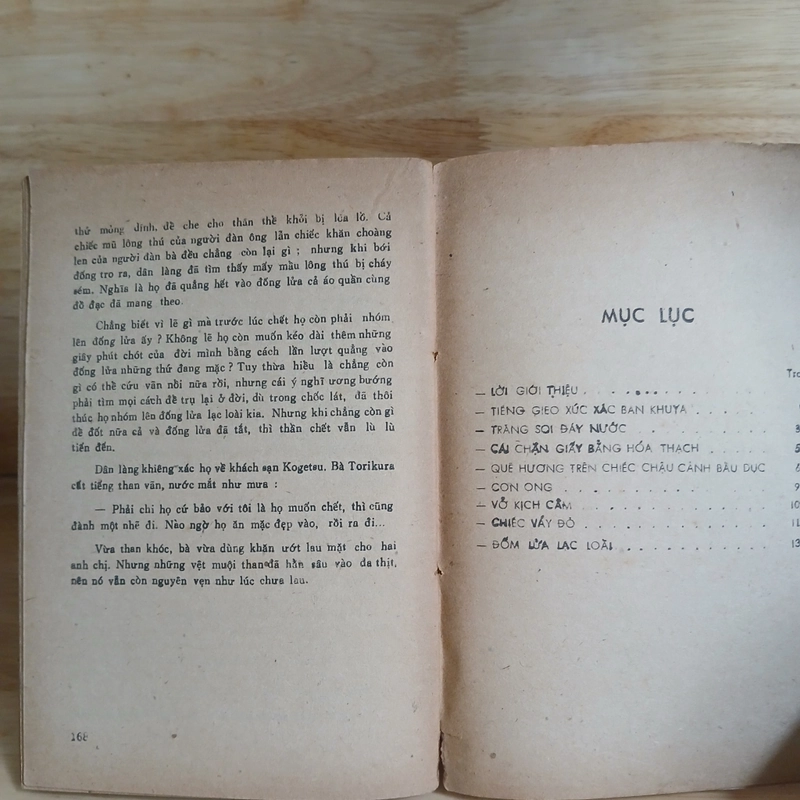 thứ mỏng dính, để che cho thân thể khỏi bị lõa lồ. Cả
chiếc mũ lông thú của người đàn ông lẫn chiếc khăn choàng
len của người đàn bà đều chẳng còn lại gì ; nhưng khi bới
đống tro ra, dân làng đã tìm thấy mấy mẩu lông thú bị cháy
sém. Nghĩa là họ đã quẳng hết vào đống lửa cả áo quần cùng
đồ đạc đã mang theo.
Chẳng biết vì lẽ gì mà trước lúc chết họ còn phải nhóm
lên đống lửa ấy ? Không lẽ họ còn muốn kéo dài thêm những
giây phút chót của đời mình bằng cách lần lượt quẳng vào
đống lửa những thứ đang mặc ? Tuy thừa hiểu là chẳng còn
gì có thể cứu vãn nổi nữa rồi, nhưng cái ý nghĩ ương bướng
phải tìm mọi cách để trụ lại ở đời, dù trong chốc lát, đã thôi
thúc họ nhóm lên đống lửa lạc loài kia. Nhưng khi chẳng còn gì
để đốt nữa cả và đống lửa đã tắt, thì thần chết vẫn lù lù
tiến đến.
Dân làng khiêng xác họ về khách sạn Kogetsu. Bà Torikura
cất tiếng than vãn, nước mắt như mưa :
— Phải chi họ cứ bảo với tôi là họ muốn chết, thì cũng
đành một nhẽ đi. Nào ngờ họ ăn mặc đẹp vào, rồi ra đi...
Vừa than khóc, bà vừa dùng khăn ướt lau mặt cho hai
anh chị. Nhưng những vệt muội than đã hằn sâu vào da thịt,
nên nó vẫn còn nguyên vẹn như lúc chưa lau.
168
MỤC LỤC
— LỜI GIỚI THIỆU . . . . . . .
— TIẾNG GIEO XÚC XẮC BAN KHUYA . . . . .
— TRĂNG SOI ĐÁY NƯỚC . . . . . . . . .
— CÁI CHẶN GIẤY BẰNG HÓA THẠCH . . . . 5
— QUÊ HƯƠNG TRÊN CHIẾC CHẬU CẢNH BẦU DỤC
— CON ONG . . . . . . . . . . . . 9
— VỞ KỊCH CÂM . . . . . . . . . . . 10
— CHIẾC VÁY ĐỎ . . . . . . . . . . . 11
— ĐỐM LỬA LẠC LOÀI . . . . . . . . . 13